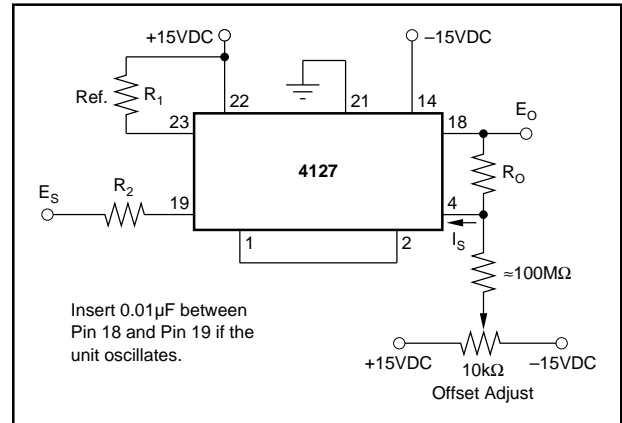 +15VDC
–15VDC
Ref.
R1
22
21
14
23
18
EO
4127
RO
ES
R2
19
4
IS
1
2
≈100MΩ
Insert 0.01µF between
Pin 18 and Pin 19 if the
unit oscillates.
+15VDC
–15VDC
10kΩ
Offset Adjust